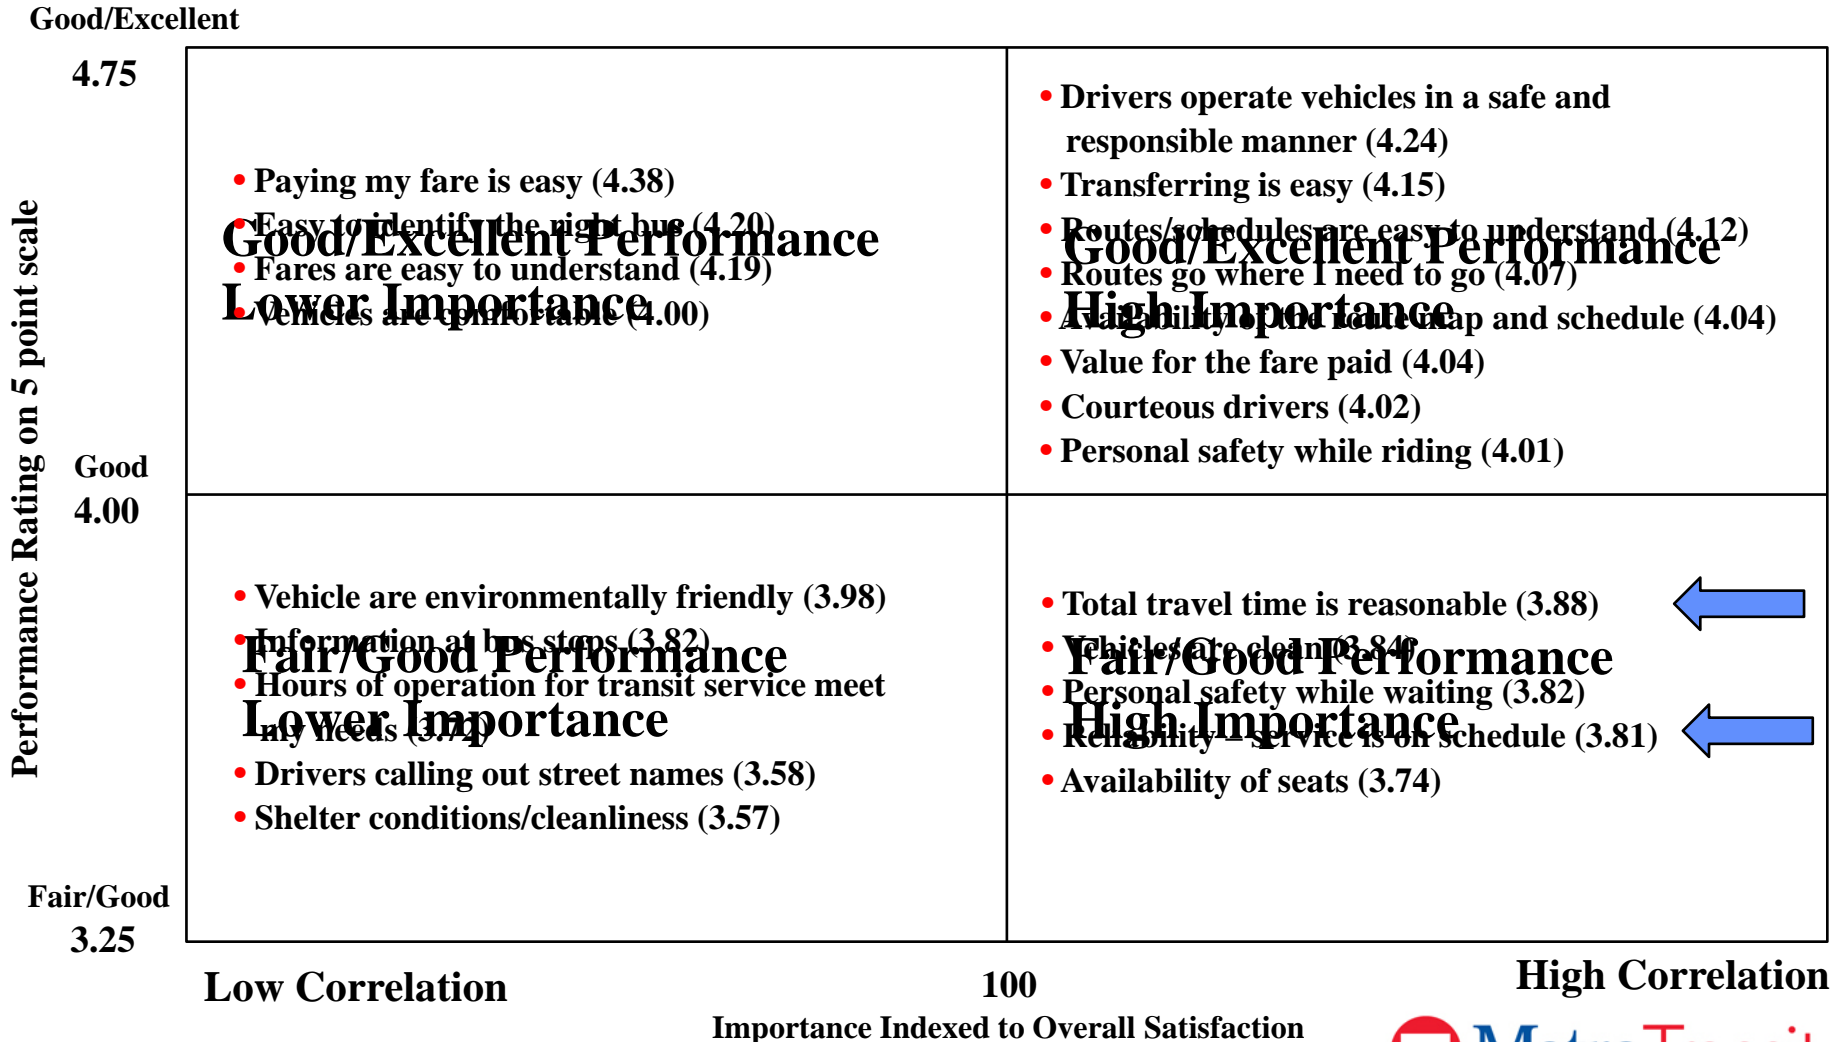 Good/Excellent
4.75
Performance Rating on 5 point scale
Good
4.00
Fair/Good
3.25
• Paying my fare is easy (4.38)
• Easy to identify the right bus (4.20)
• Fares are easy to understand (4.19)
• Vehicles are comfortable (4.00)
Good/Excellent Performance
Lower Importance
• Drivers operate vehicles in a safe and
responsible manner (4.24)
• Transferring is easy (4.15)
• Routes/schedules are easy to understand (4.12)
• Routes go where I need to go (4.07)
• Availability of the route map and schedule (4.04)
• Value for the fare paid (4.04)
• Courteous drivers (4.02)
• Personal safety while riding (4.01)
Good/Excellent Performance
High Importance
• Vehicle are environmentally friendly (3.98)
• Information at bus stops (3.82)
• Hours of operation for transit service meet
my needs (3.72)
• Drivers calling out street names (3.58)
• Shelter conditions/cleanliness (3.57)
Fair/Good Performance
Lower Importance
• Total travel time is reasonable (3.88)
• Vehicles are clean (3.84)
• Personal safety while waiting (3.82)
• Reliability – service is on schedule (3.81)
• Availability of seats (3.74)
Fair/Good Performance
High Importance
Low Correlation
100
High Correlation
Importance Indexed to Overall Satisfaction
MetroTransit